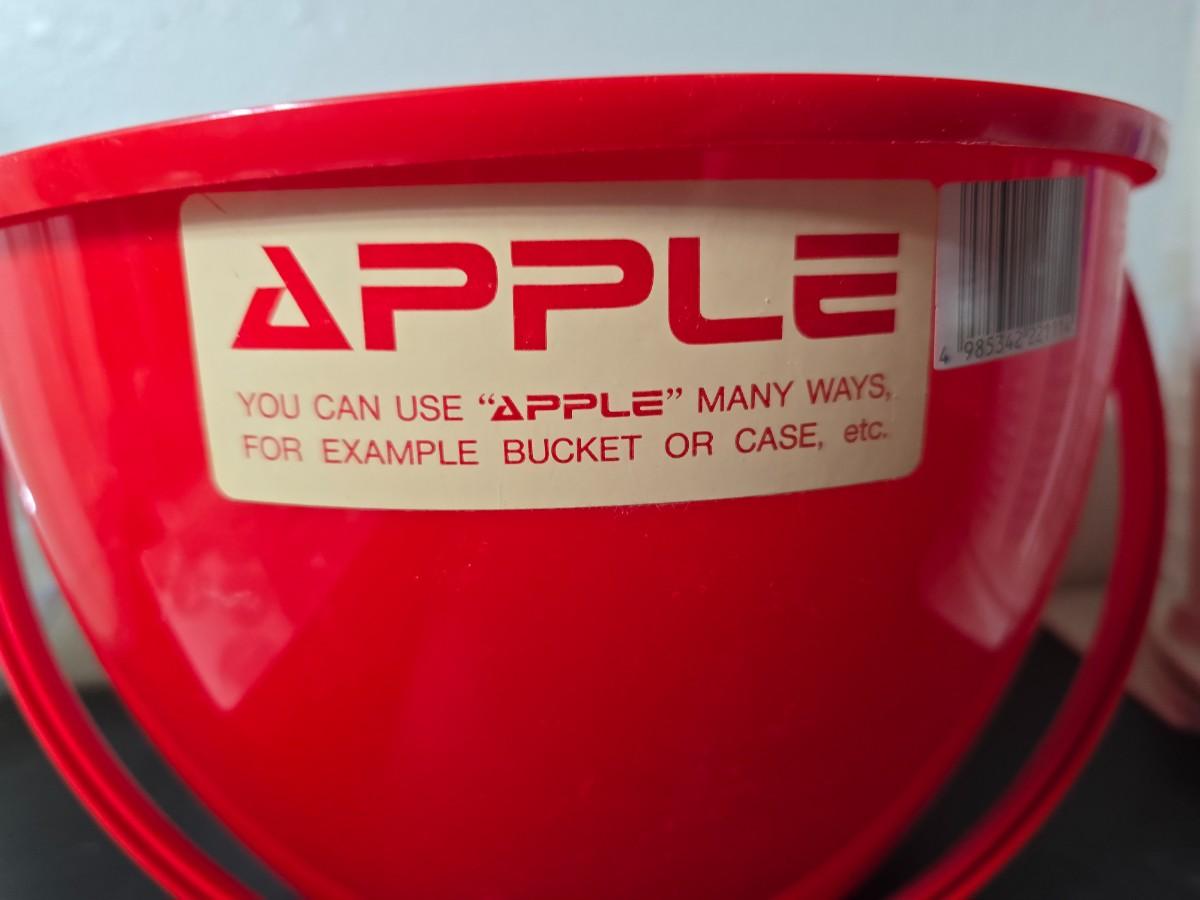 APPLE
YOU CAN USE “APPLE” MANY WAYS,
FOR EXAMPLE BUCKET OR CASE, etc.